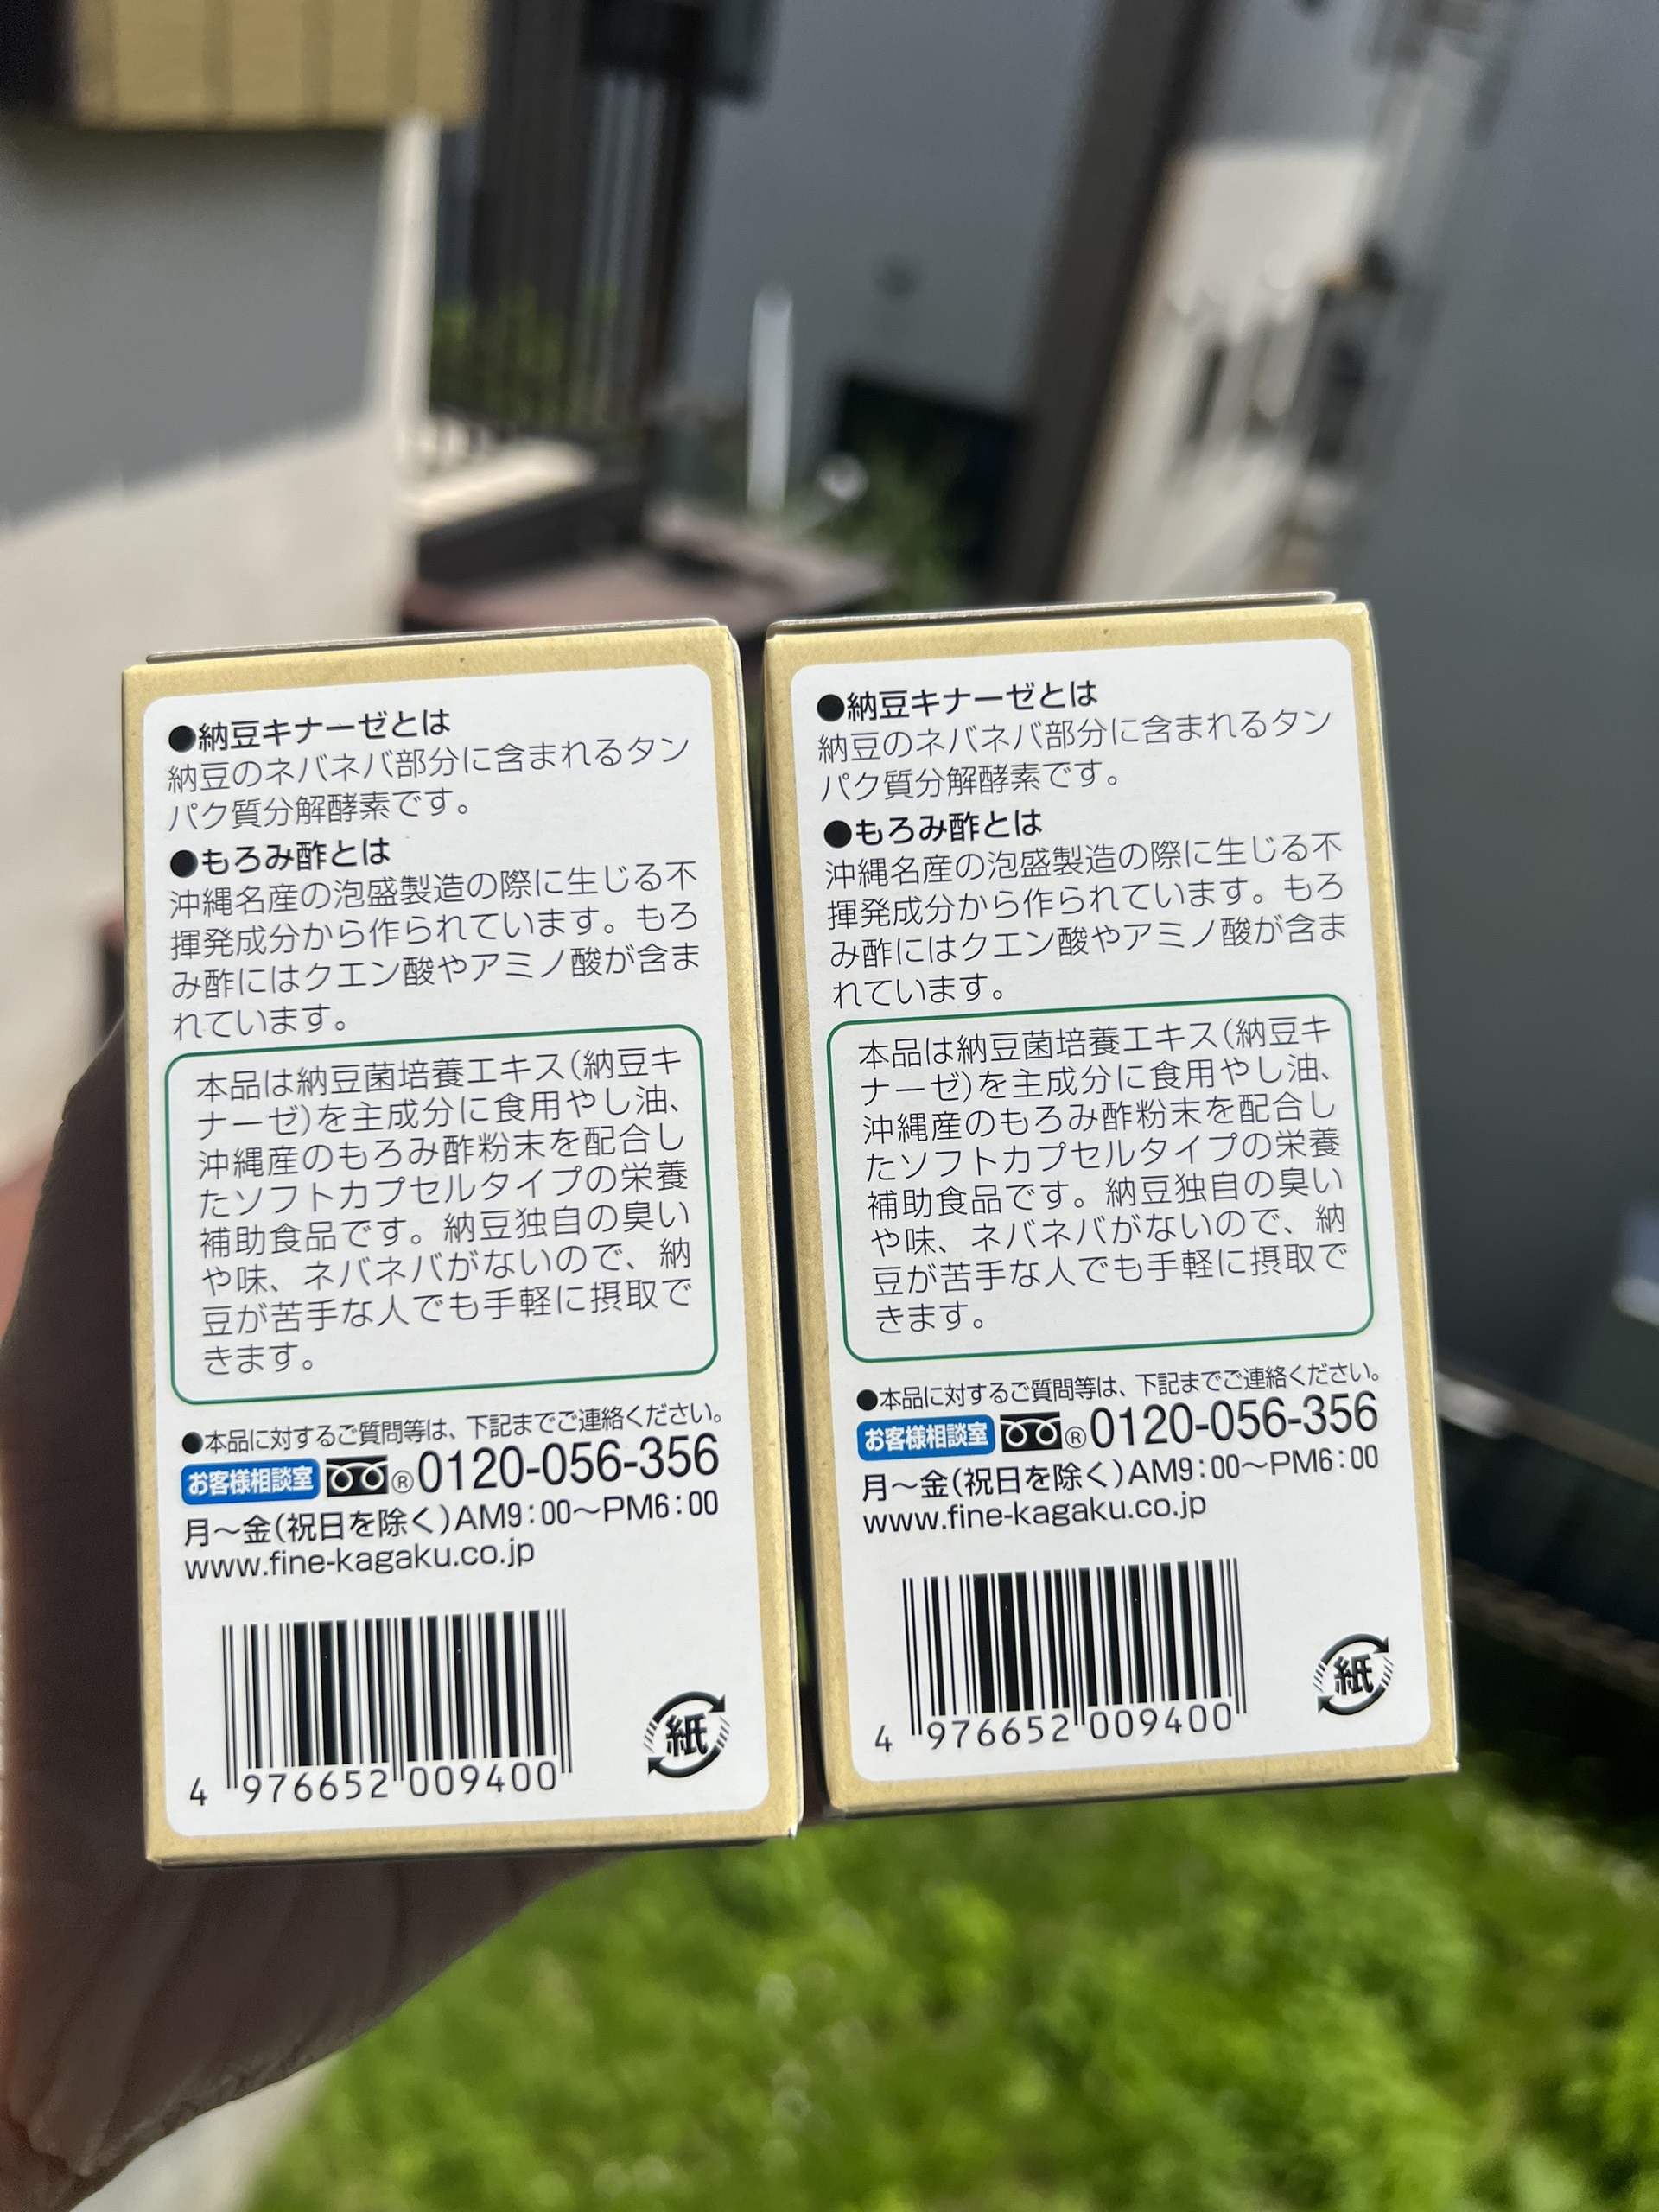 ●納豆キナーゼとは
納豆のネバネバ部分に含まれるタン
パク質分解酵素です。
●もろみ酢とは
沖縄名産の泡盛製造の際に生じる不
揮発成分から作られています。もろ
み酢にはクエン酸やアミノ酸が含ま
れています。
本品は納豆菌培養エキス(納豆キ
ナーゼ)を主成分に食用やし油、
沖縄産のもろみ酢粉末を配合し
たソフトカプセルタイプの栄養
補助食品です。納豆独自の臭い
や味、ネバネバがないので、納
豆が苦手な人でも手軽に摂取で
きます。
●本品に対するご質問等は、下記までご連絡ください。
お客様相談室 ®0120-056-356
月〜金(祝日を除く)AM9:00〜PM6:00
www.fine-kagaku.co.jp
4 976652 009400
紙
●納豆キナーゼとは
納豆のネバネバ部分に含まれるタン
パク質分解酵素です。
●もろみ酢とは
沖縄名産の泡盛製造の際に生じる不
揮発成分から作られています。もろ
み酢にはクエン酸やアミノ酸が含ま
れています。
本品は納豆菌培養エキス(納豆キ
ナーゼ)を主成分に食用やし油、
沖縄産のもろみ酢粉末を配合し
たソフトカプセルタイプの栄養
補助食品です。納豆独自の臭い
や味、ネバネバがないので、納
豆が苦手な人でも手軽に摂取で
きます。
●本品に対するご質問等は、下記までご連絡ください。
お客様相談室 ®0120-056-356
月〜金(祝日を除く)AM9:00〜PM6:00
www.fine-kagaku.co.jp
4 976652 009400
紙